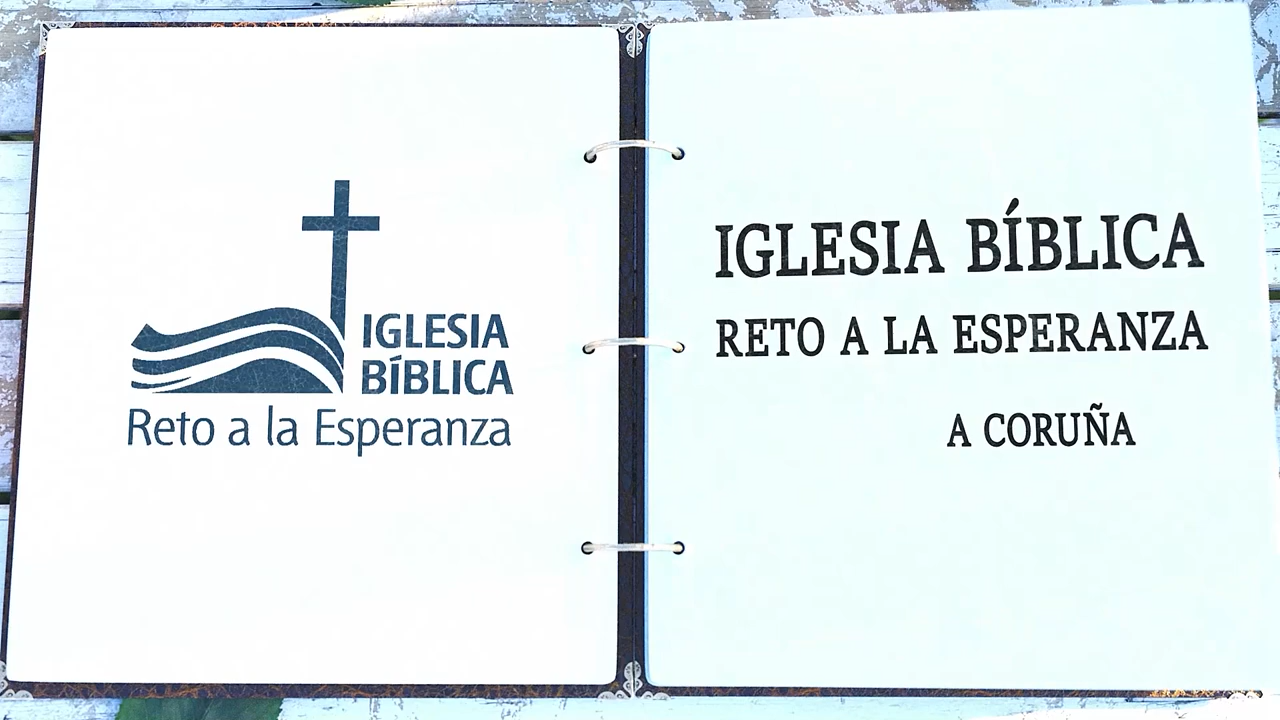 IGLESIA
BÍBLICA
Reto a la Esperanza
IGLESIA BÍBLICA
RETO A LA ESPERANZA
A CORUÑA